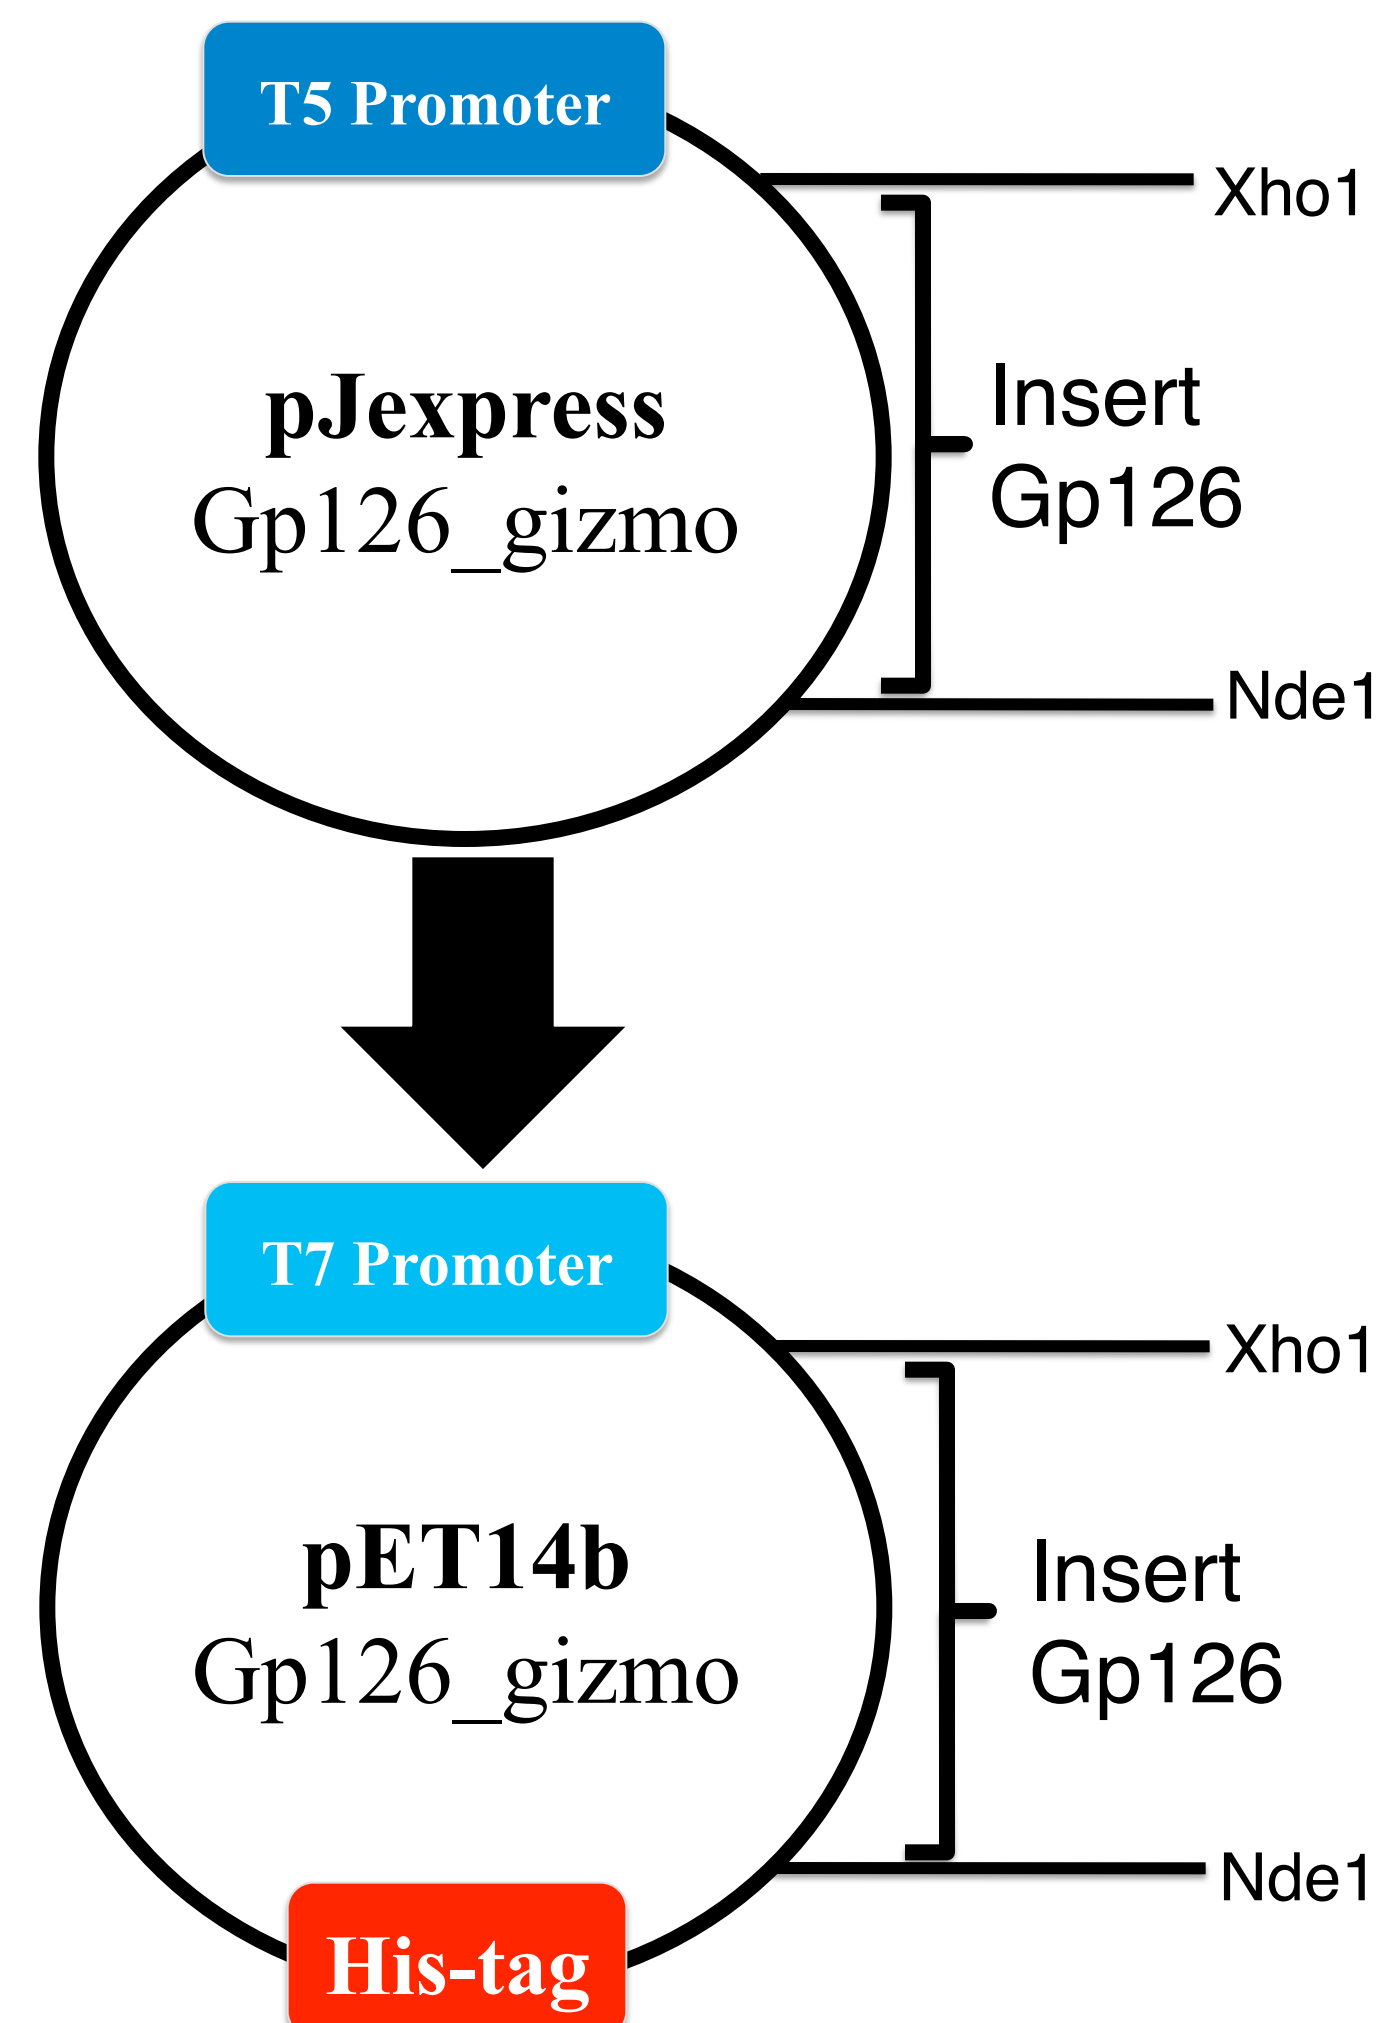 T5 Promoter
Xho1
pJexpress
Gp126_gizmo
Insert
Gp126
Nde1
T7 Promoter
Xho1
pET14b
Gp126_gizmo
Insert
Gp126
Nde1
His-tag